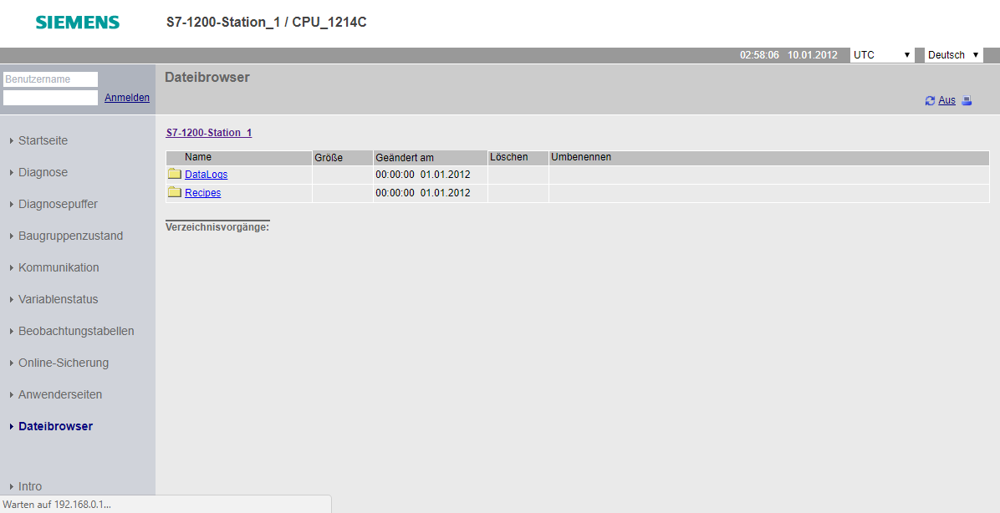 SIEMENS
S7-1200-Station_1 / CPU_1214C
02:58:06 10.01.2012 UTC Deutsch
Benutzername
Anmelden
Dateibrowser
Aus
Startseite
Diagnose
Diagnosepuffer
Baugruppenzustand
Kommunikation
Variablenstatus
Beobachtungstabellen
Online-Sicherung
Anwenderseiten
Dateibrowser
Intro
S7-1200-Station_1
Name Größe Geändert am Löschen Umbenennen
DataLogs 00:00:00 01.01.2012
Recipes 00:00:00 01.01.2012
Verzeichnisvorgänge:
Warten auf 192.168.0.1...